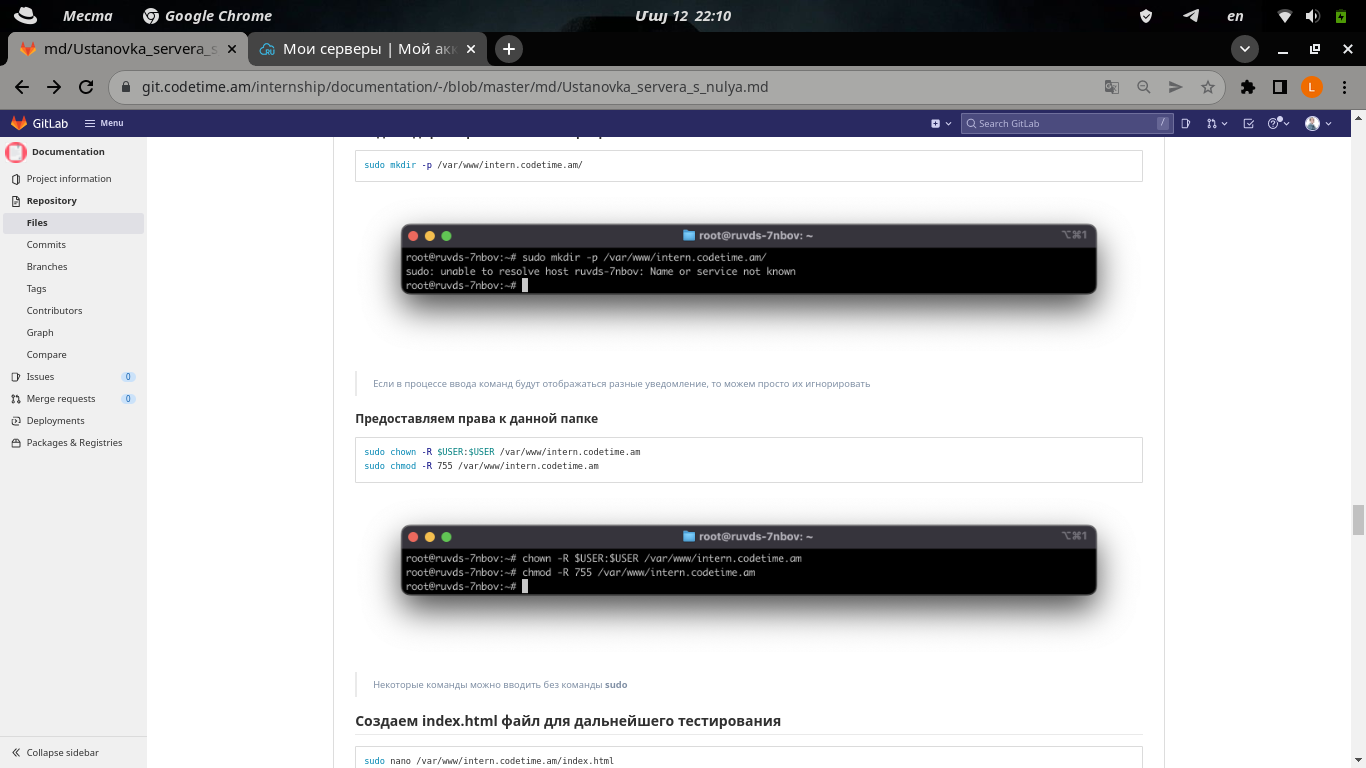 Места Google Chrome Մայ 12 22:10 en
md/Ustanovka_servera_s Мои серверы | Мой акк
git.codetime.am/internship/documentation/-/blob/master/md/Ustanovka_servera_s_nulya.md L
GitLab Menu Search GitLab /
Documentation
Project information
Repository
Files
Commits
Branches
Tags
Contributors
Graph
Compare
Issues 0
Merge requests 0
Deployments
Packages & Registries
Collapse sidebar
sudo mkdir -p /var/www/intern.codetime.am/
root@ruvds-7nbov: ~ ⌥⌘1
root@ruvds-7nbov:~# sudo mkdir -p /var/www/intern.codetime.am/
sudo: unable to resolve host ruvds-7nbov: Name or service not known
root@ruvds-7nbov:~#
Если в процессе ввода команд будут отображаться разные уведомление, то можем просто их игнорировать
Предоставляем права к данной папке
sudo chown -R $USER:$USER /var/www/intern.codetime.am
sudo chmod -R 755 /var/www/intern.codetime.am
root@ruvds-7nbov: ~ ⌥⌘1
root@ruvds-7nbov:~# chown -R $USER:$USER /var/www/intern.codetime.am
root@ruvds-7nbov:~# chmod -R 755 /var/www/intern.codetime.am
root@ruvds-7nbov:~#
Некоторые команды можно вводить без команды sudo
Создаем index.html файл для дальнейшего тестирования
sudo nano /var/www/intern.codetime.am/index.html